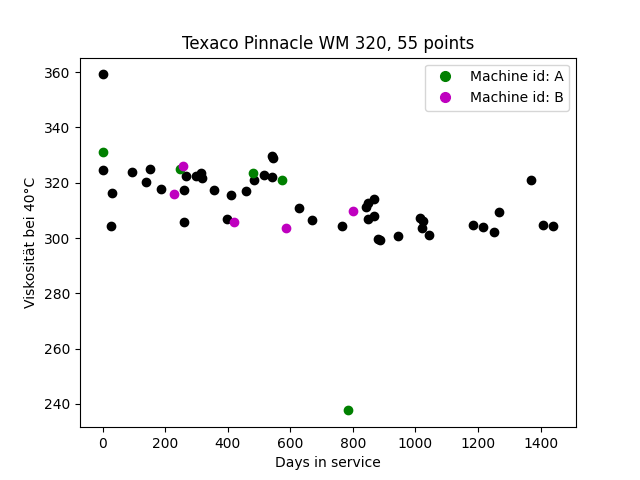 Texaco Pinnacle WM 320, 55 points
Machine id: A
Machine id: B
Viskosität bei 40°C
360
340
320
300
280
260
240
0 200 400 600 800 1000 1200 1400
Days in service